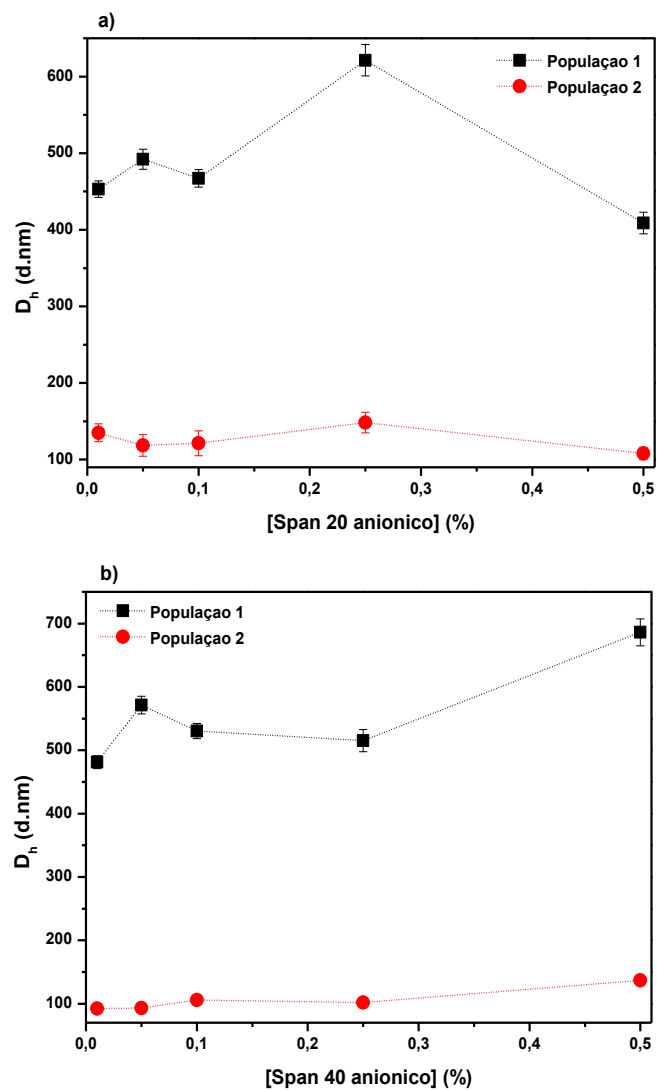 a)
600
500
400
300
200
100
D_h (d.nm)
Populaçao 1
Populaçao 2
0,0 0,1 0,2 0,3 0,4 0,5
[Span 20 anionico] (%)
b)
700
600
500
400
300
200
100
D_h (d.nm)
Populaçao 1
Populaçao 2
0,0 0,1 0,2 0,3 0,4 0,5
[Span 40 anionico] (%)